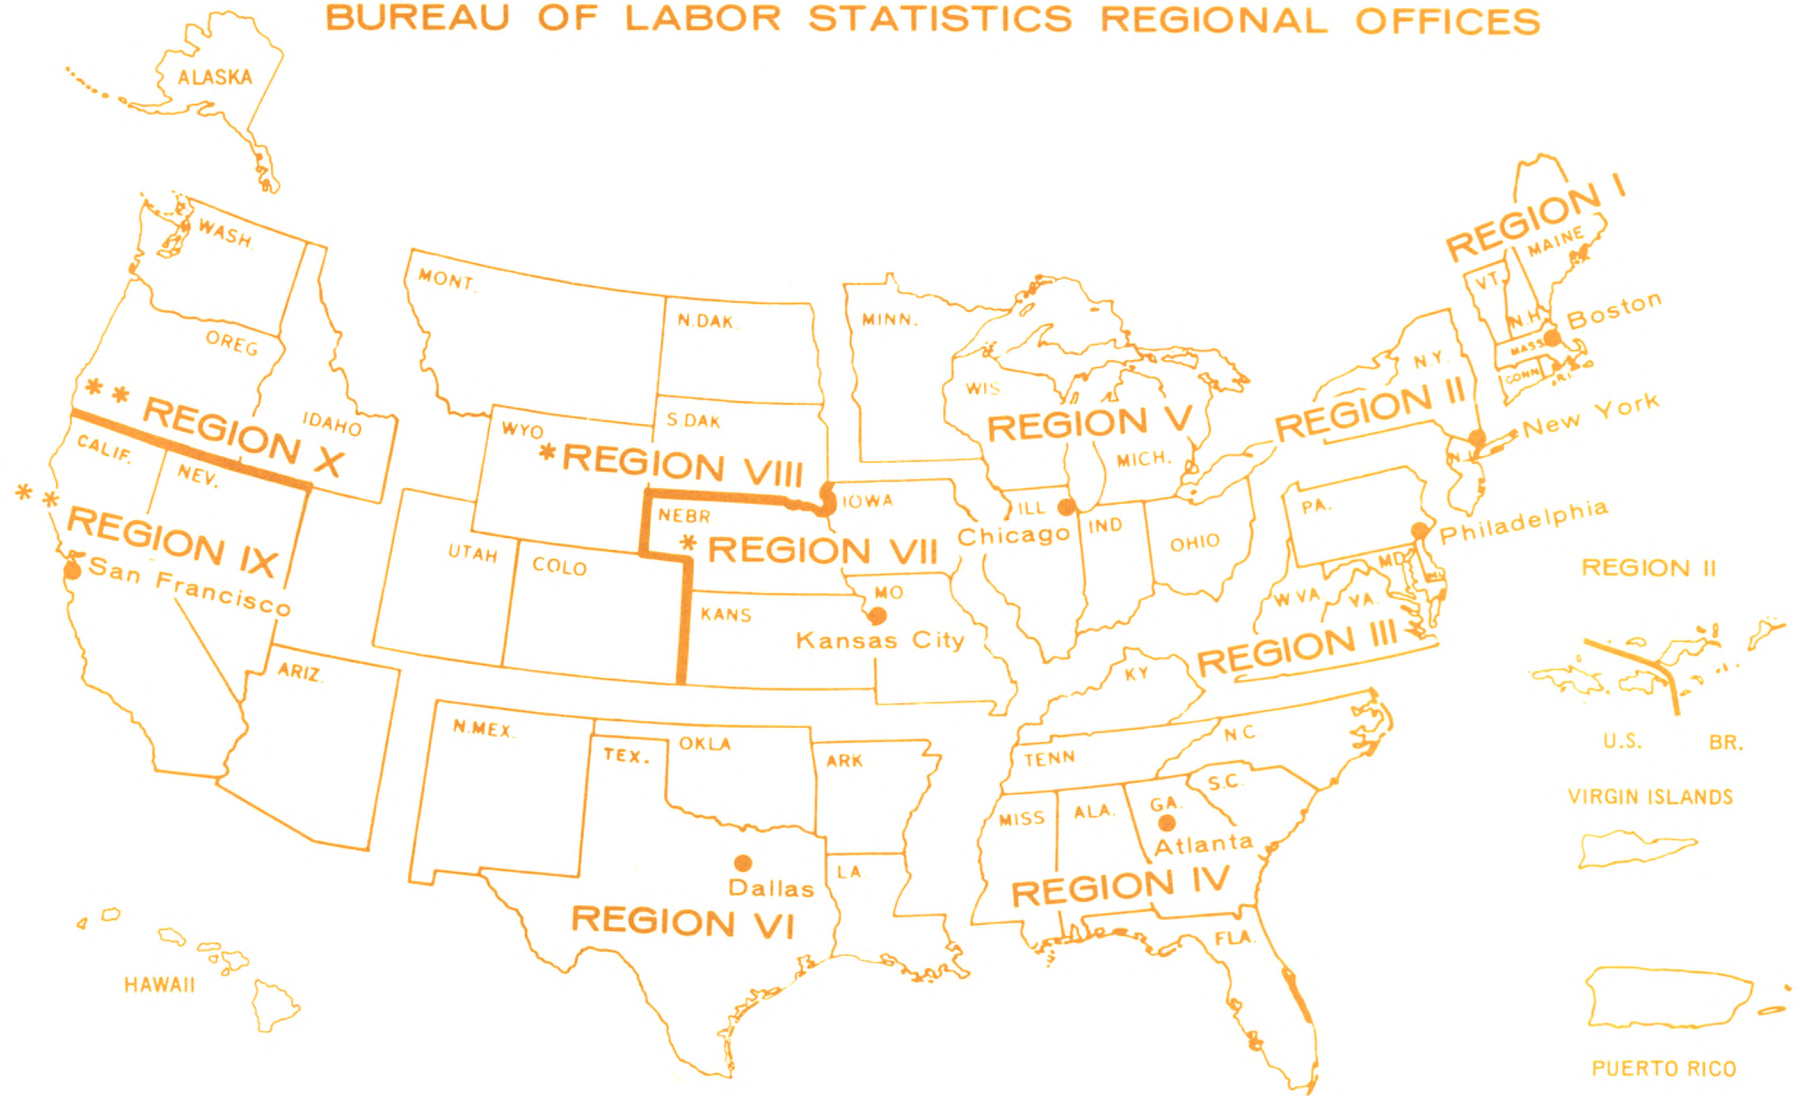 BUREAU OF LABOR STATISTICS REGIONAL OFFICES
ALASKA
WASH.
OREG
IDAHO
** REGION X
CALIF.
NEV.
** REGION IX
San Francisco
ARIZ.
HAWAII
MONT.
N.DAK.
S.DAK
WYO
* REGION VIII
UTAH
COLO
NEBR
* REGION VII
IOWA
KANS
MO
Kansas City
N.MEX.
TEX.
OKLA
ARK
LA
Dallas
REGION VI
MINN.
WIS
REGION V
MICH.
ILL
Chicago
IND
OHIO
KY
TENN
N C
S.C.
MISS
ALA.
GA.
Atlanta
REGION IV
FLA.
REGION I
MAINE
VT.
N.H.
MASS
CONN
R.I.
Boston
N.Y.
REGION II
New York
N.J.
PA.
Philadelphia
MD
W VA.
VA.
REGION III
REGION II
U.S. BR.
VIRGIN ISLANDS
PUERTO RICO